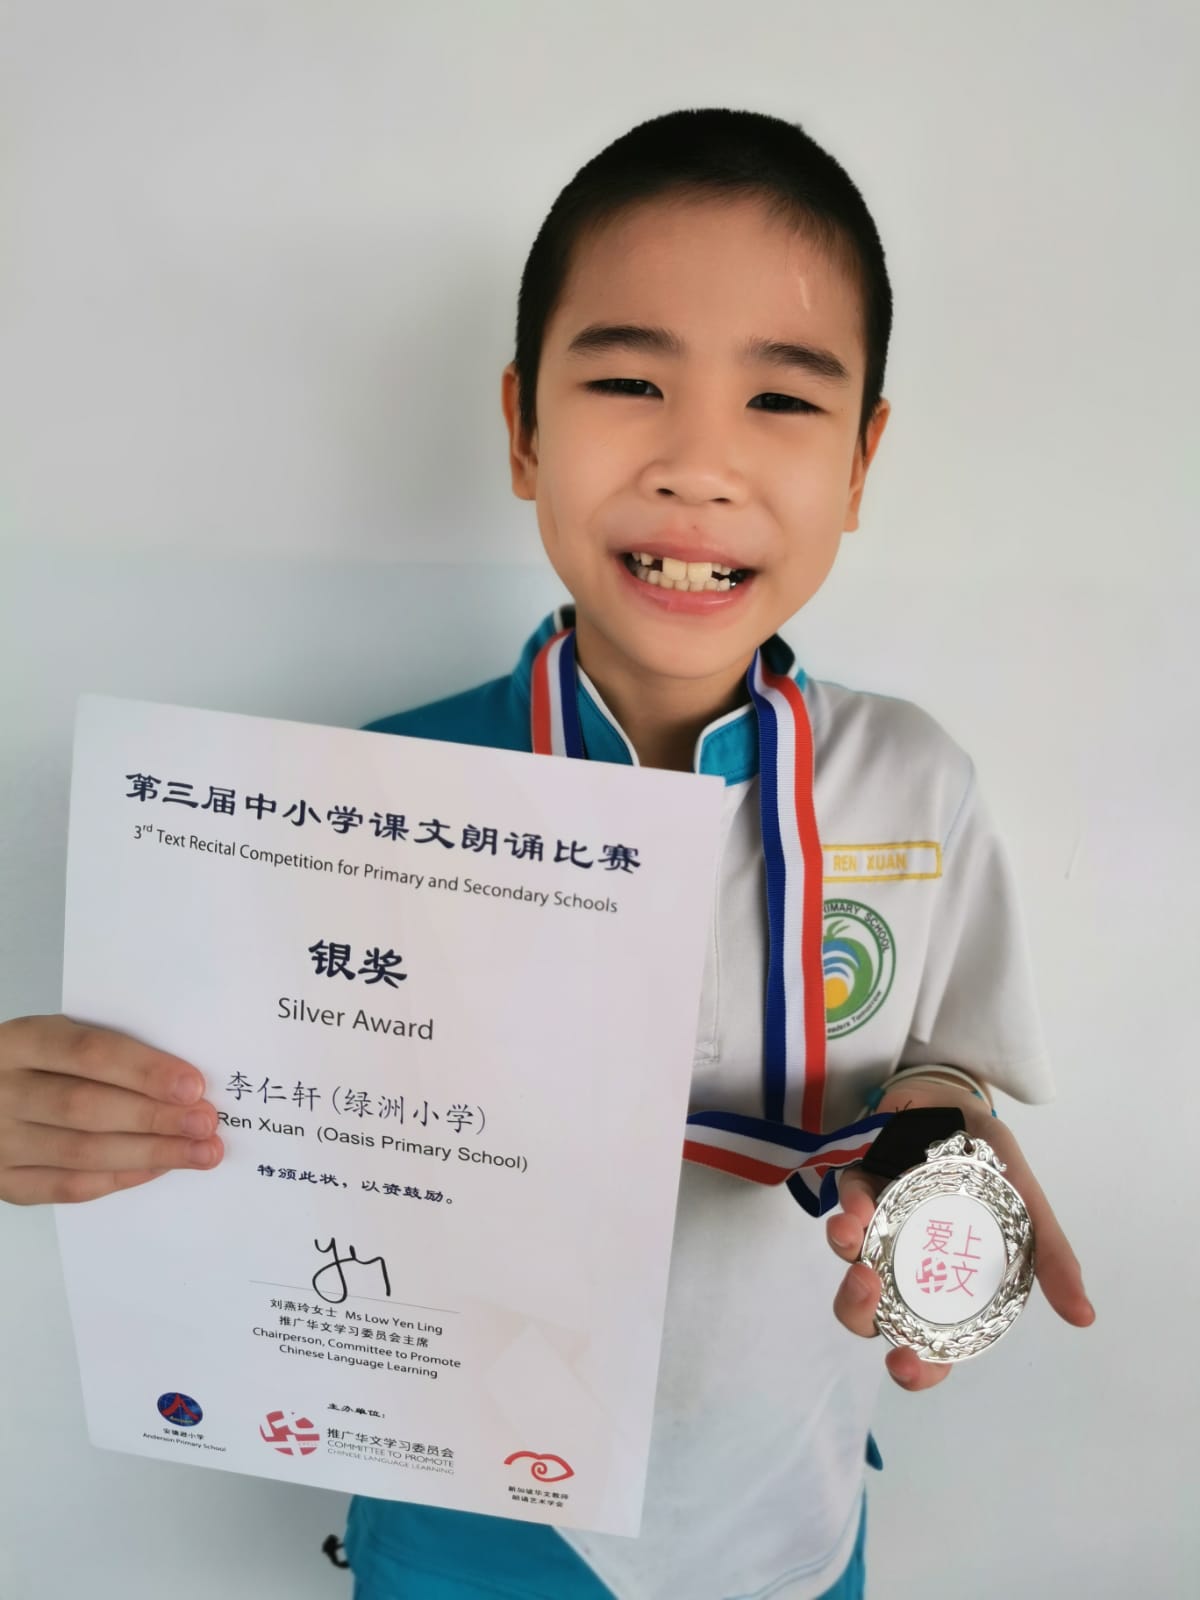 第三届中小学课文朗诵比赛
3rd Text Recital Competition for Primary and Secondary Schools
银奖
Silver Award
李仁轩(绿洲小学)
Ren Xuan (Oasis Primary School)
特颁此状，以资鼓励。
刘燕玲女士 Ms Low Yen Ling
推广华文学习委员会主席
Chairperson, Committee to Promote
Chinese Language Learning
主办单位：
安德逊小学
Anderson Primary School
推广华文学习委员会
COMMITTEE TO PROMOTE
CHINESE LANGUAGE LEARNING
新加坡华文教师
朗诵艺术学会
REN XUAN
PRIMARY SCHOOL
Tomorrow
爱上
华文